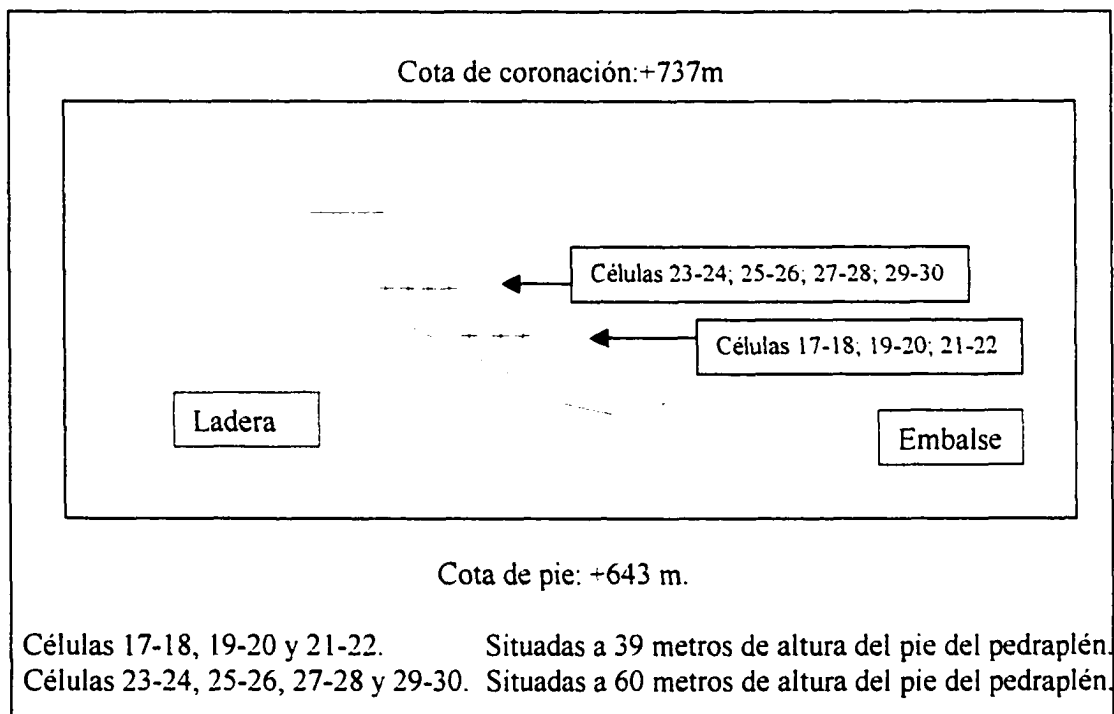 Cota de coronación:+737m
Células 23-24; 25-26; 27-28; 29-30
Células 17-18; 19-20; 21-22
Ladera
Embalse
Cota de pie: +643 m.
Células 17-18, 19-20 y 21-22. Situadas a 39 metros de altura del pie del pedraplén.
Células 23-24, 25-26, 27-28 y 29-30. Situadas a 60 metros de altura del pie del pedraplén.